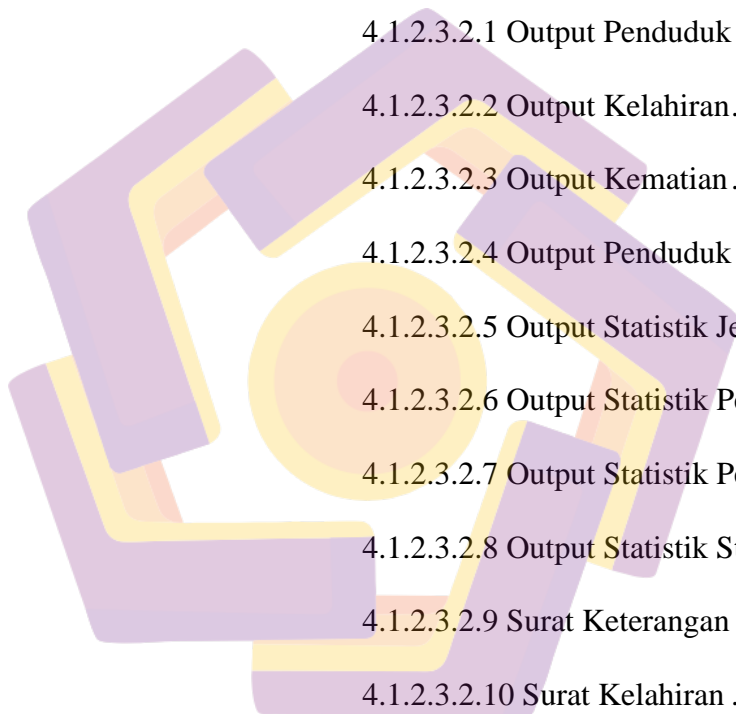 4.1.2.3.2.1 Output Penduduk
4.1.2.3.2.2 Output Kelahiran.
4.1.2.3.2.3 Output Kematian .
4.1.2.3.2.4 Output Penduduk
4.1.2.3.2.5 Output Statistik
4.1.2.3.2.6 Output Statistik
4.1.2.3.2.7 Output Statistik
4.1.2.3.2.8 Output Statistik
4.1.2.3.2.9 Surat Keterangan
4.1.2.3.2.10 Surat Kelahiran .